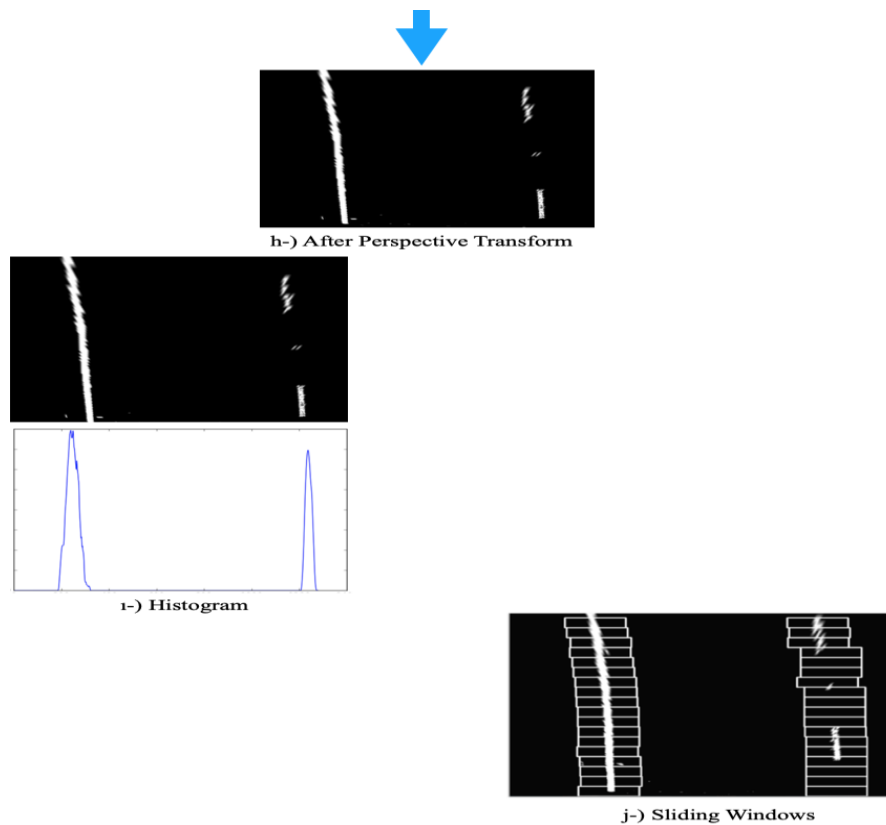 h-) After Perspective Transform
ı-) Histogram
j-) Sliding Windows